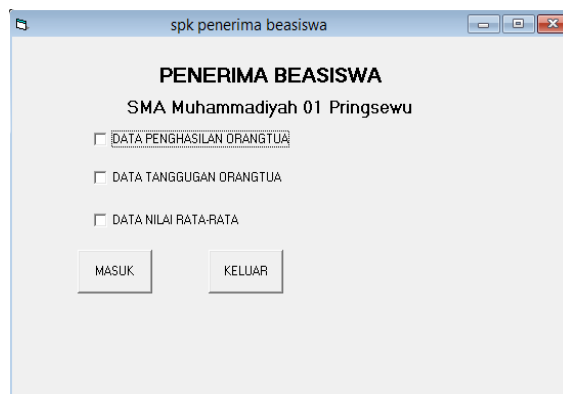 spk penerima beasiswa
PENERIMA BEASISWA
SMA Muhammadiyah 01 Pringsewu
DATA PENGHASILAN ORANGTUA
DATA TANGGUGAN ORANGTUA
DATA NILAI RATA-RATA
MASUK KELUAR